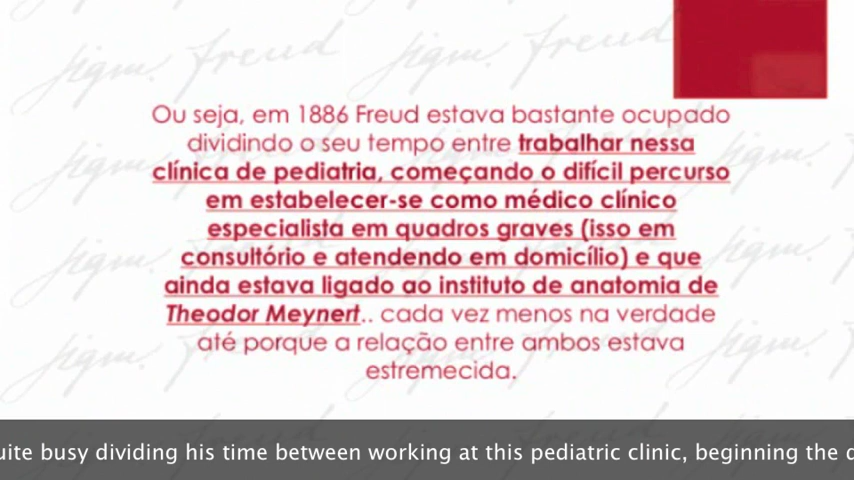 Ou seja, em 1886 Freud estava bastante ocupado
dividindo o seu tempo entre trabalhar nessa
clínica de pediatria, começando o difícil percurso
em estabelecer-se como médico clínico
especialista em quadros graves (isso em
consultório e atendendo em domicílio) e que
ainda estava ligado ao instituto de anatomia de
Theodor Meynert.. cada vez menos na verdade
até porque a relação entre ambos estava
estremecida.
busy dividing his time between working at this pediatric clinic, beginning the